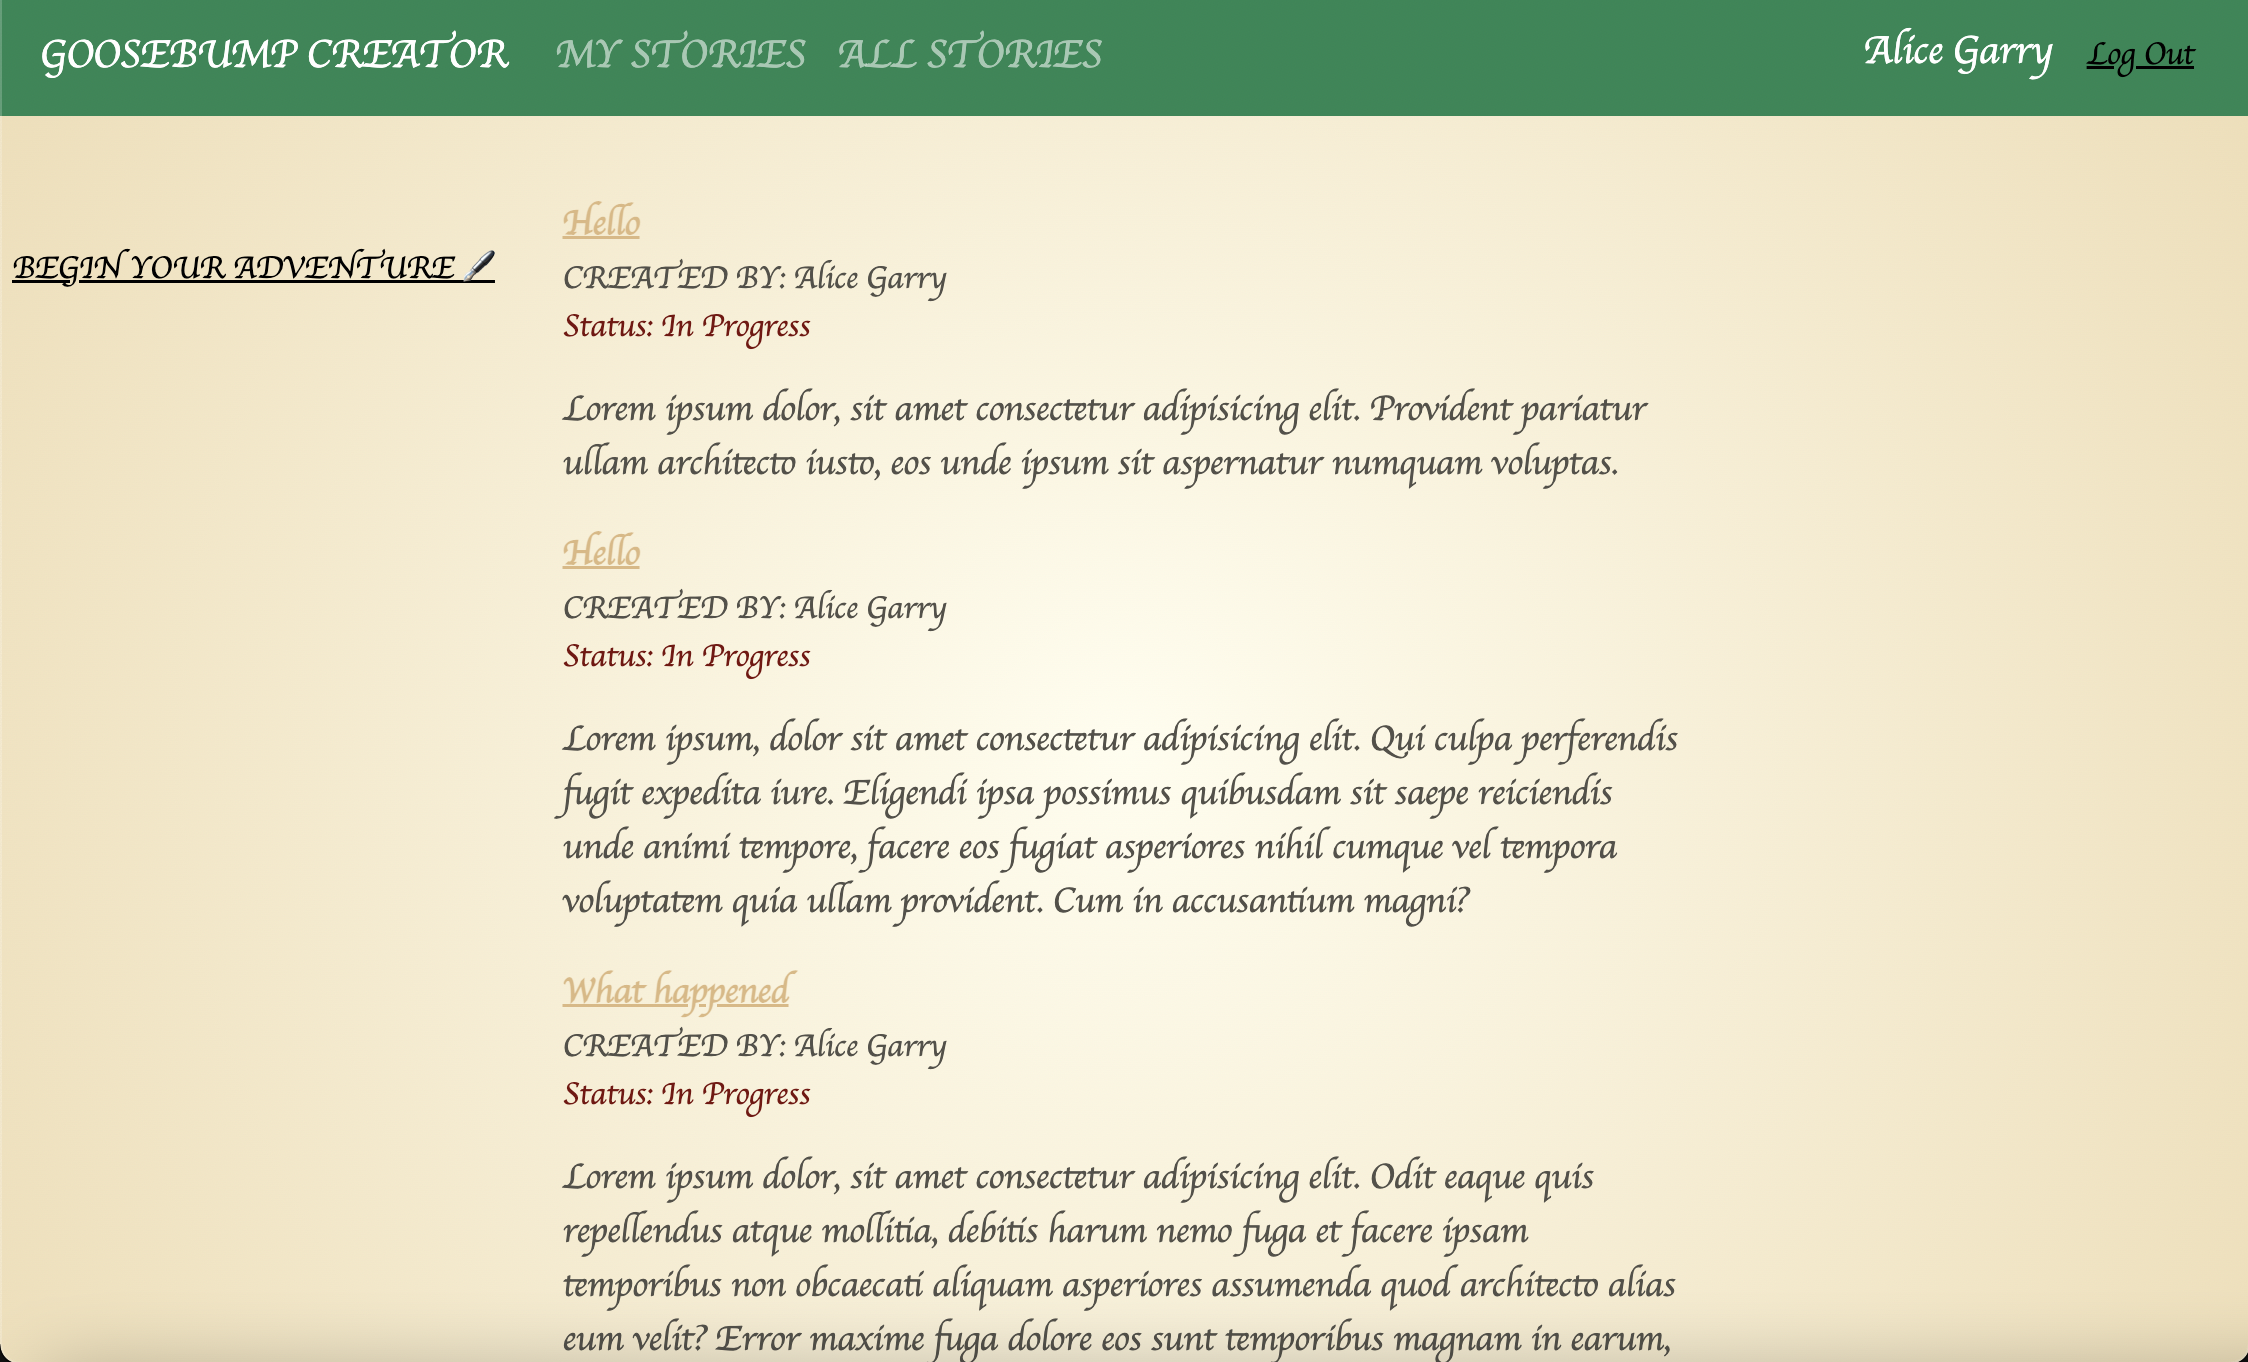 GOOSEBUMP CREATOR MY STORIES ALL STORIES Alice Garry Log Out
BEGIN YOUR ADVENTURE
Hello
CREATED BY: Alice Garry
Status: In Progress
Lorem ipsum dolor, sit amet consectetur adipisicing elit. Provident pariatur
ullam architecto iusto, eos unde ipsum sit aspernatur numquam voluptas.
Hello
CREATED BY: Alice Garry
Status: In Progress
Lorem ipsum, dolor sit amet consectetur adipisicing elit. Qui culpa perferendis
fugit expedita iure. Eligendi ipsa possimus quibusdam sit saepe reiciendis
unde animi tempore, facere eos fugiat asperiores nihil cumque vel tempora
voluptatem quia ullam provident. Cum in accusantium magni?
What happened
CREATED BY: Alice Garry
Status: In Progress
Lorem ipsum dolor, sit amet consectetur adipisicing elit. Odit eaque quis
repellendus atque mollitia, debitis harum nemo fuga et facere ipsam
temporibus non obcaecati aliquam asperiores assumenda quod architecto alias
eum velit? Error maxime fuga dolore eos sunt temporibus magnam in earum,